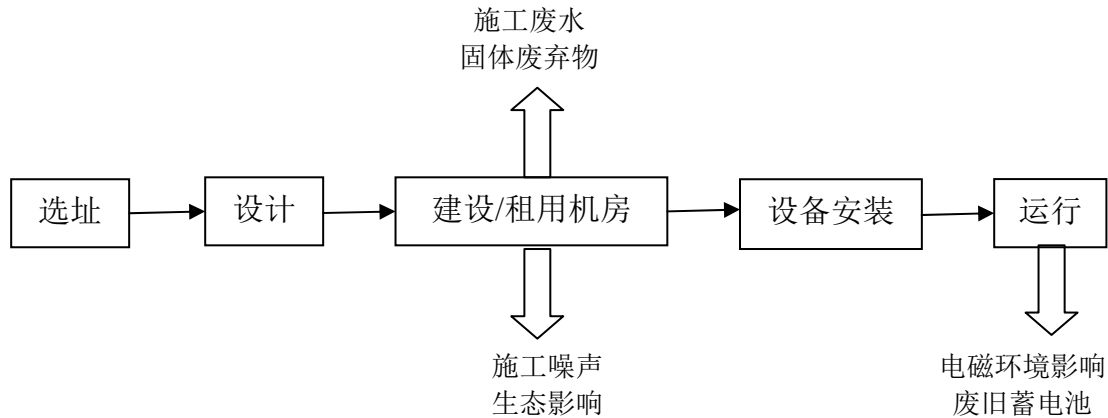 施工废水
固体废弃物
选址
设计
建设/租用机房
设备安装
运行
施工噪声
生态影响
电磁环境影响
废旧蓄电池